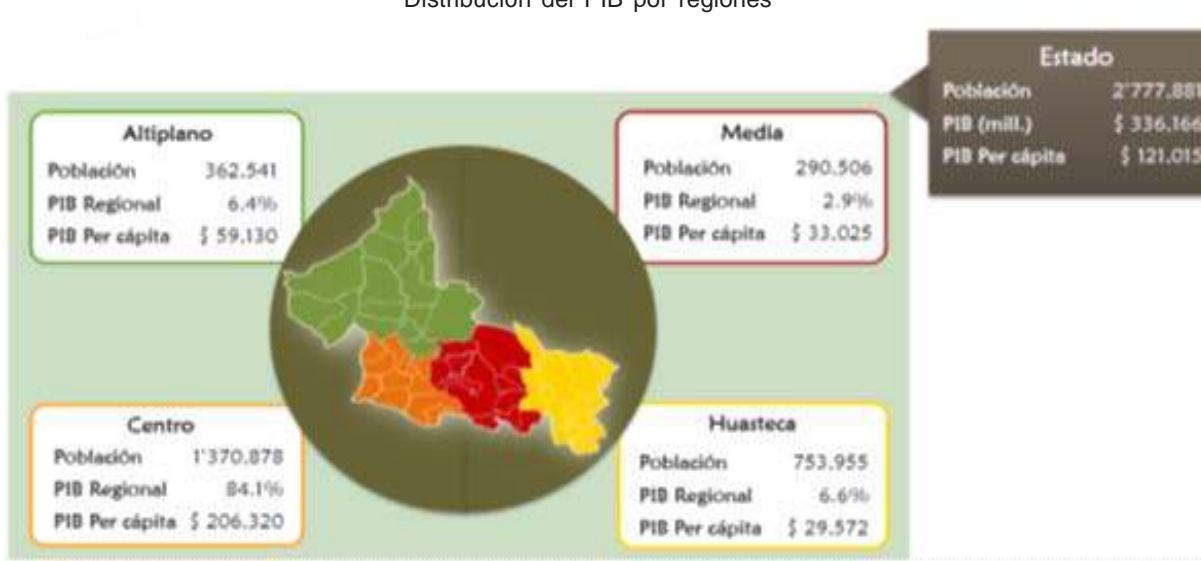 Distribución del PIB por regiones
Estado
Población 2'777.881
PIB (mill.) $ 336.166
PIB Per cápita $ 121.015
Altiplano
Población 362.541
PIB Regional 6.4%
PIB Per cápita $ 59.130
Media
Población 290.506
PIB Regional 2.9%
PIB Per cápita $ 33.025
Centro
Población 1'370.878
PIB Regional 84.1%
PIB Per cápita $ 206.320
Huasteca
Población 753.955
PIB Regional 6.6%
PIB Per cápita $ 29.572